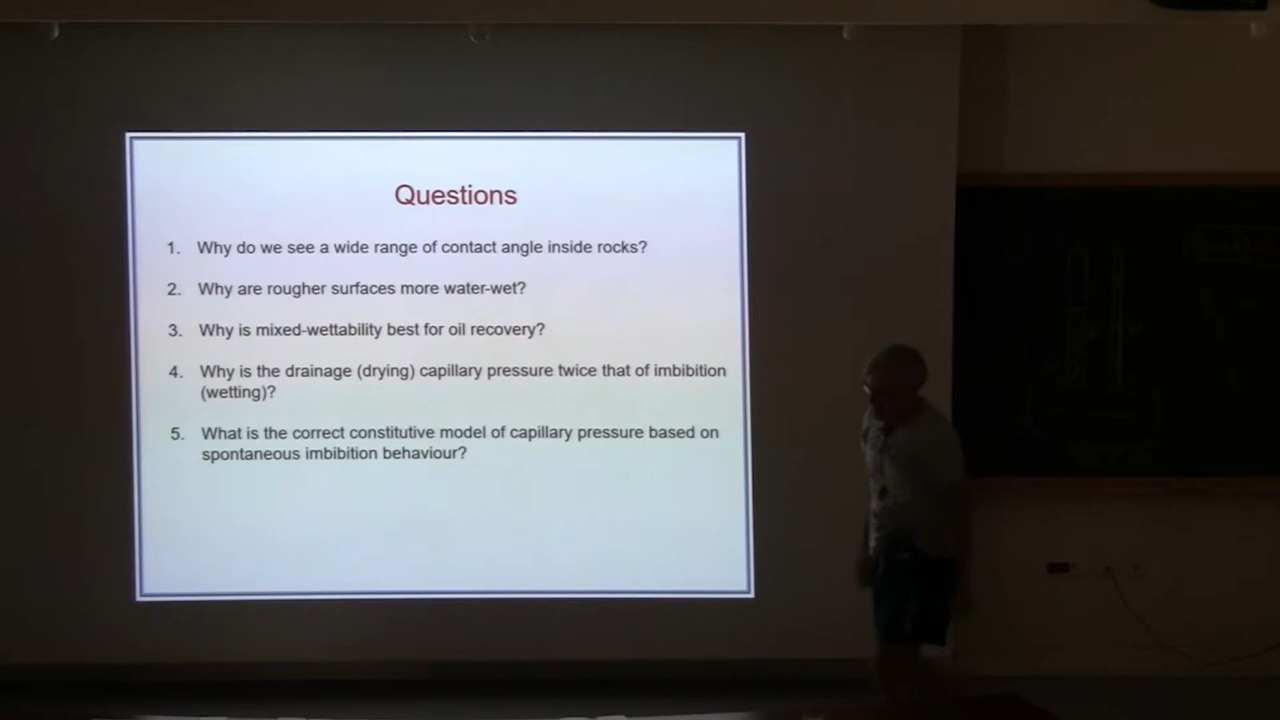 Questions
1. Why do we see a wide range of contact angle inside rocks?
2. Why are rougher surfaces more water-wet?
3. Why is mixed-wettability best for oil recovery?
4. Why is the drainage (drying) capillary pressure twice that of imbibition
(wetting)?
5. What is the correct constitutive model of capillary pressure based on
spontaneous imbibition behaviour?